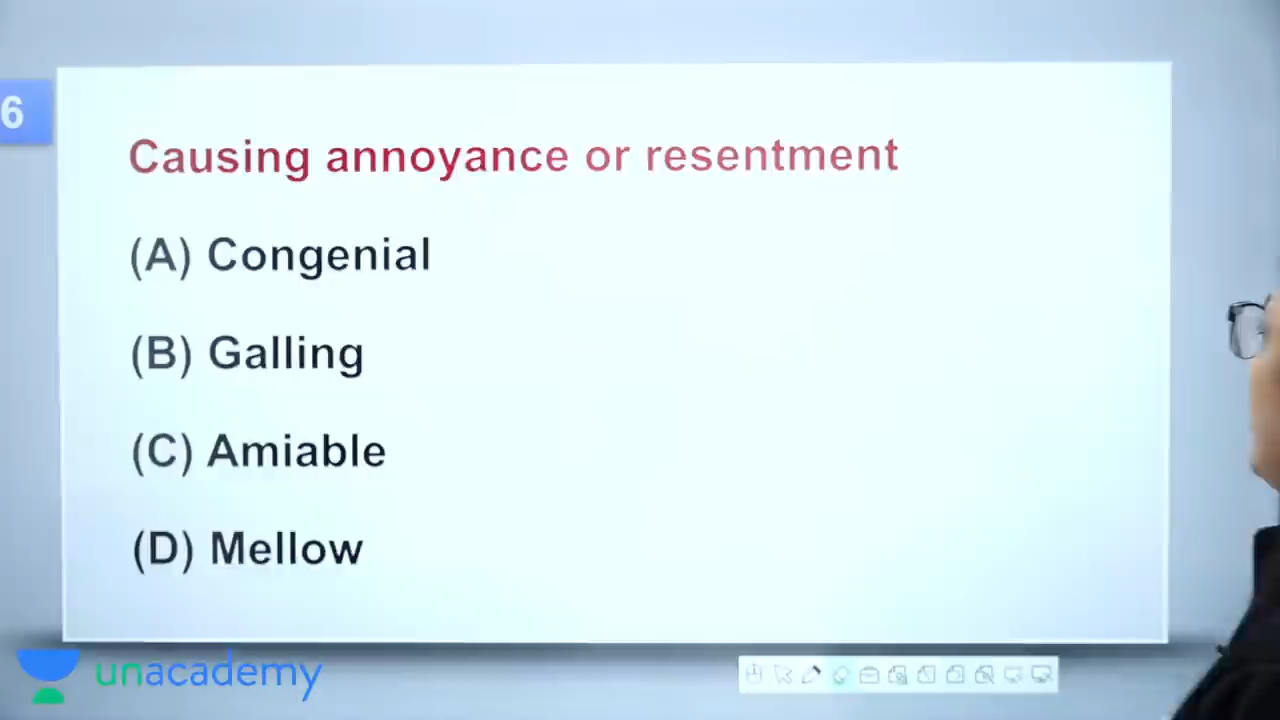 6
Causing annoyance or resentment
(A) Congenial
(B) Galling
(C) Amiable
(D) Mellow
unacademy